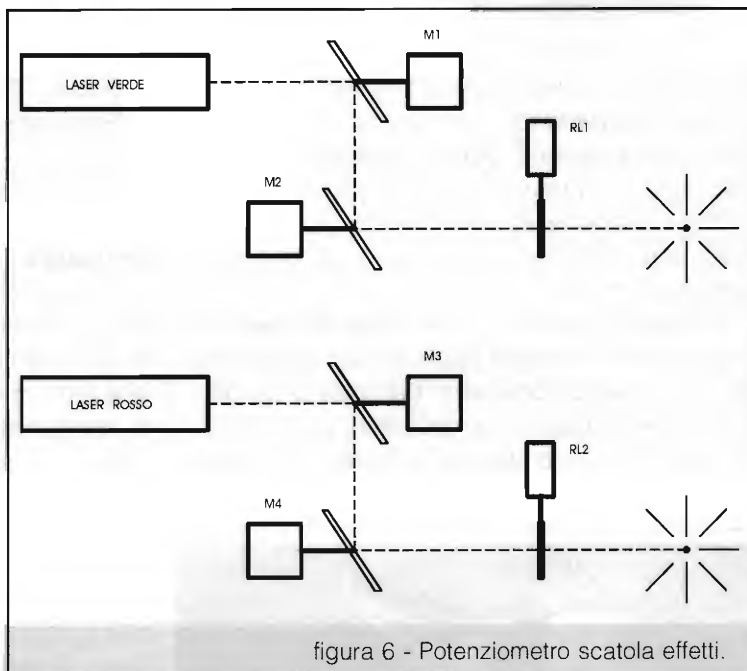 M1
LASER VERDE
RL1
M2
M3
LASER ROSSO
RL2
M4
figura 6 - Potenziometro scatola effetti.